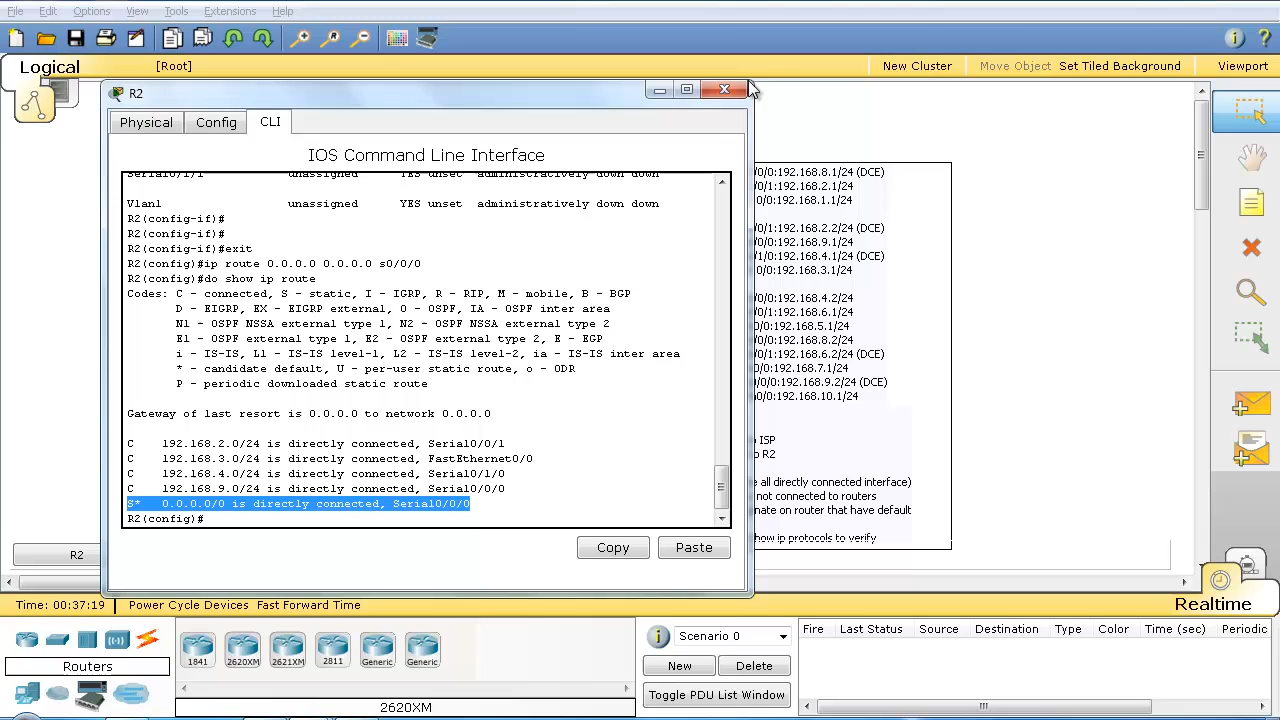 File Edit Options View Tools Extensions Help
Logical [Root] New Cluster Move Object Set Tiled Background Viewport
R2
Physical Config CLI
IOS Command Line Interface
Serial0/1/1 unassigned YES unset administratively down down
Vlan1 unassigned YES unset administratively down down
R2(config-if)#
R2(config-if)#
R2(config-if)#exit
R2(config)#ip route 0.0.0.0 0.0.0.0 s0/0/0
R2(config)#do show ip route
Codes: C - connected, S - static, I - IGRP, R - RIP, M - mobile, B - BGP
D - EIGRP, EX - EIGRP external, O - OSPF, IA - OSPF inter area
N1 - OSPF NSSA external type 1, N2 - OSPF NSSA external type 2
E1 - OSPF external type 1, E2 - OSPF external type 2, E - EGP
i - IS-IS, L1 - IS-IS level-1, L2 - IS-IS level-2, ia - IS-IS inter area
* - candidate default, U - per-user static route, o - ODR
P - periodic downloaded static route
Gateway of last resort is 0.0.0.0 to network 0.0.0.0
C 192.168.2.0/24 is directly connected, Serial0/0/1
C 192.168.3.0/24 is directly connected, FastEthernet0/0
C 192.168.4.0/24 is directly connected, Serial0/1/0
C 192.168.9.0/24 is directly connected, Serial0/0/0
S* 0.0.0.0/0 is directly connected, Serial0/0/0
R2(config)#
Copy Paste
/0/0:192.168.8.1/24 (DCE)
0/1:192.168.2.1/24
0/0:192.168.1.1/24
0/1:192.168.2.2/24 (DCE)
0/0:192.168.9.1/24
1/0:192.168.4.1/24 (DCE)
0/0:192.168.3.1/24
0/0:192.168.4.2/24
0/1:192.168.6.1/24
0/0:192.168.5.1/24
0/0:192.168.8.2/24
0/1:192.168.6.2/24 (DCE)
0/0:192.168.7.1/24
0/0/0:192.168.9.2/24 (DCE)
0/0:192.168.10.1/24
ISP
R2
all directly connected interface)
not connected to routers
nate on router that have default
how ip protocols to verify
R2
Time: 00:37:19 Power Cycle Devices Fast Forward Time
Realtime
Routers
1841 2620XM 2621XM 2811 Generic Generic
2620XM
Scenario 0
New Delete
Toggle PDU List Window
Fire Last Status Source Destination Type Color Time (sec) Periodic